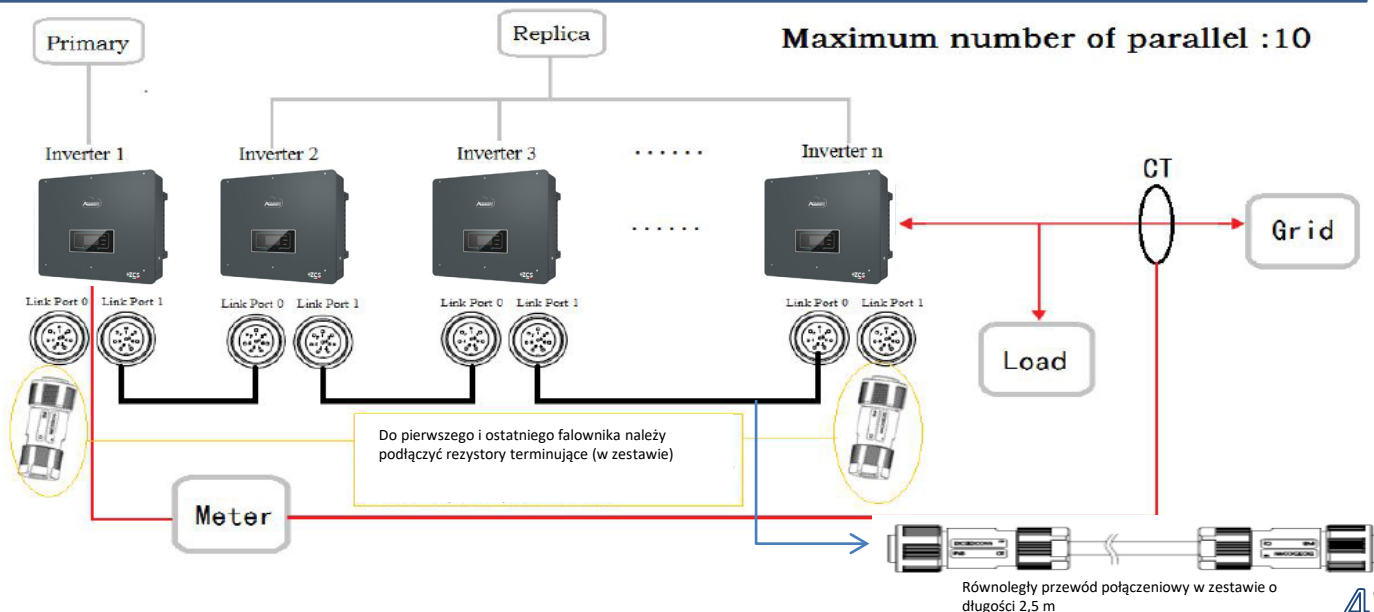 Primary
Replica
Maximum number of parallel :10
Inverter 1
Inverter 2
Inverter 3
......
Inverter n
......
CT
Grid
Load
Link Port 0 Link Port 1
Link Port 0 Link Port 1
Link Port 0 Link Port 1
Link Port 0 Link Port 1
Do pierwszego i ostatniego falownika należy
podłączyć rezystory terminujące (w zestawie)
Meter
Równoległy przewód połączeniowy w zestawie o
długości 2,5 m